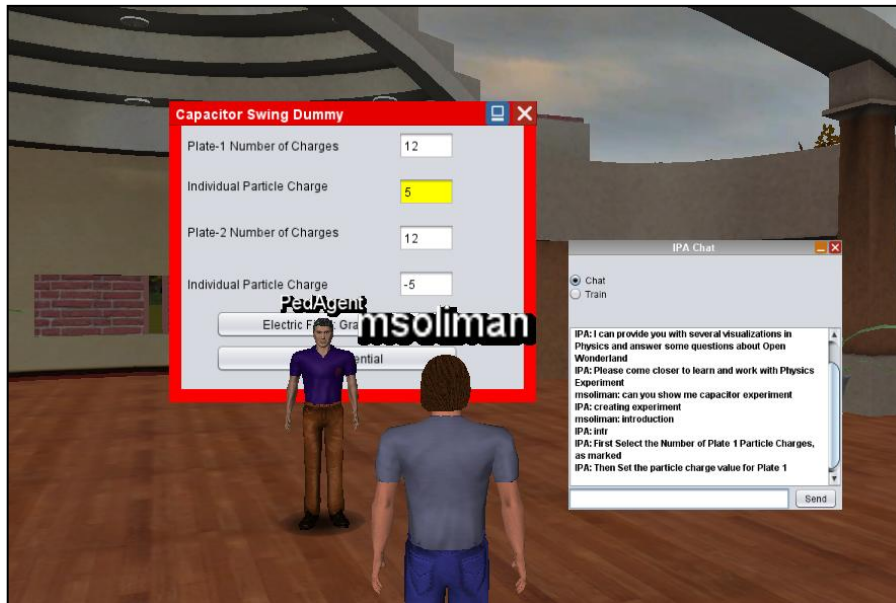 Capacitor Swing Dummy
Plate-1 Number of Charges 12
Individual Particle Charge 5
Plate-2 Number of Charges 12
Individual Particle Charge -5
PedAgent
msoliman
Electric
IPA Chat
Chat
Train
IPA: I can provide you with several visualizations in
Physics and answer some questions about Open
Wonderland
IPA: Please come closer to learn and work with Physics
Experiment
msoliman: can you show me capacitor experiment
IPA: creating experiment
msoliman: introduction
IPA: intr
IPA: First Select the Number of Plate 1 Particle Charges,
as marked
IPA: Then Set the particle charge value for Plate 1
Send